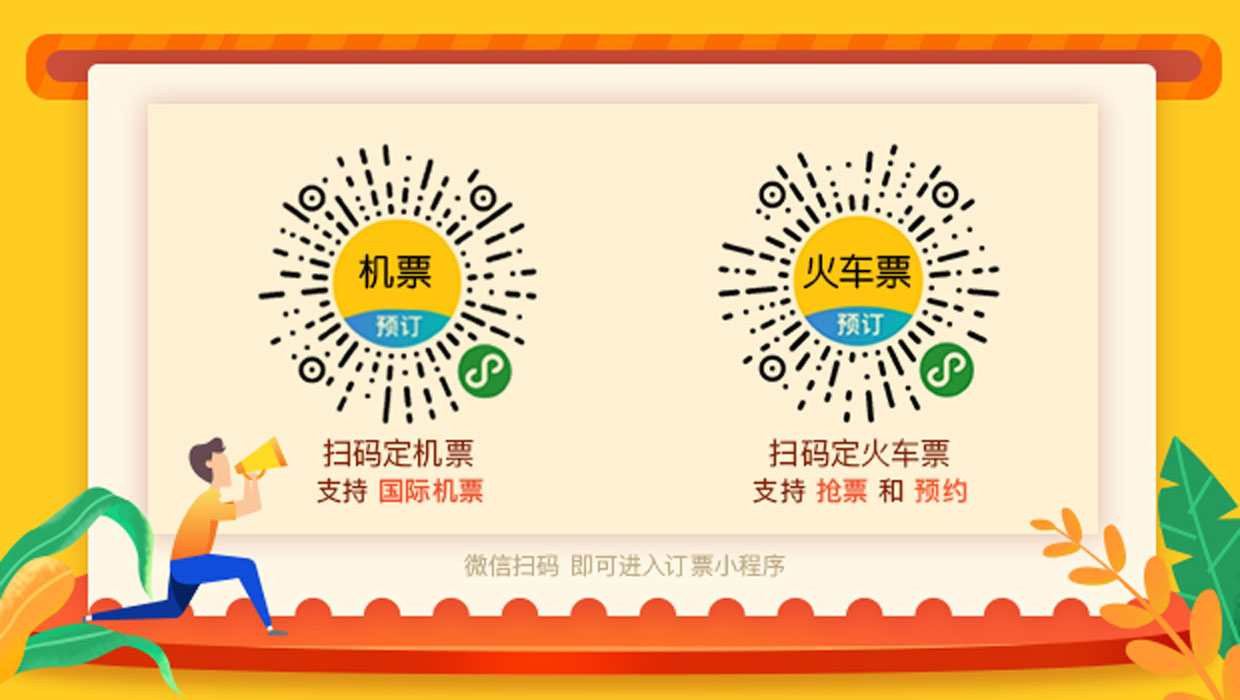 机票
预订
扫码定机票
支持 国际机票
火车票
预订
扫码定火车票
支持 抢票 和 预约
微信扫码 即可进入订票小程序